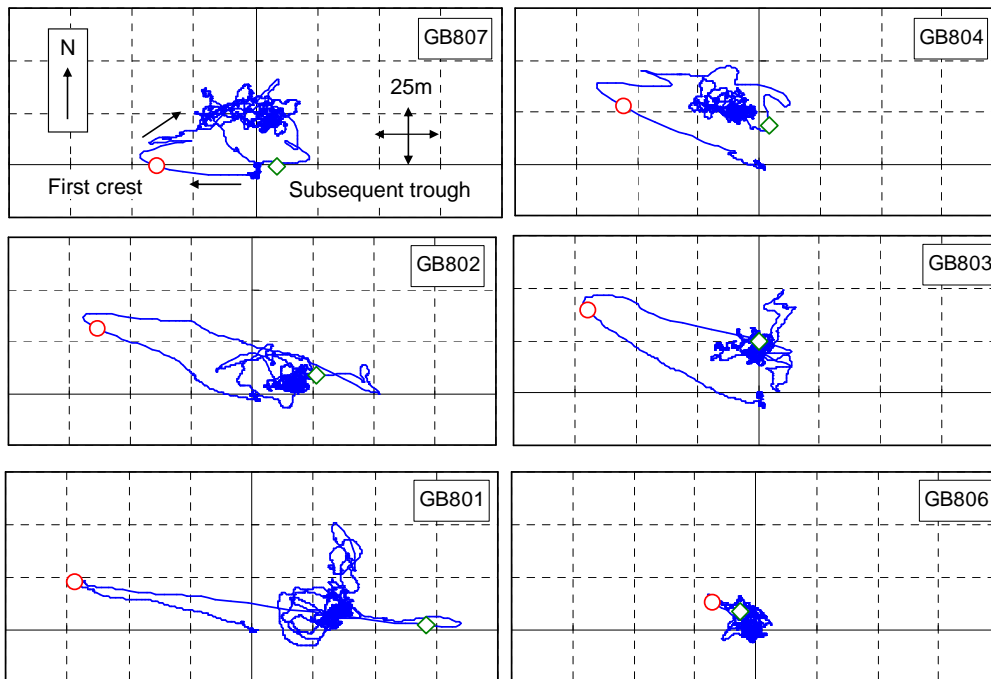 GB807
N
25m
First crest
Subsequent trough
GB804
GB802
GB803
GB801
GB806